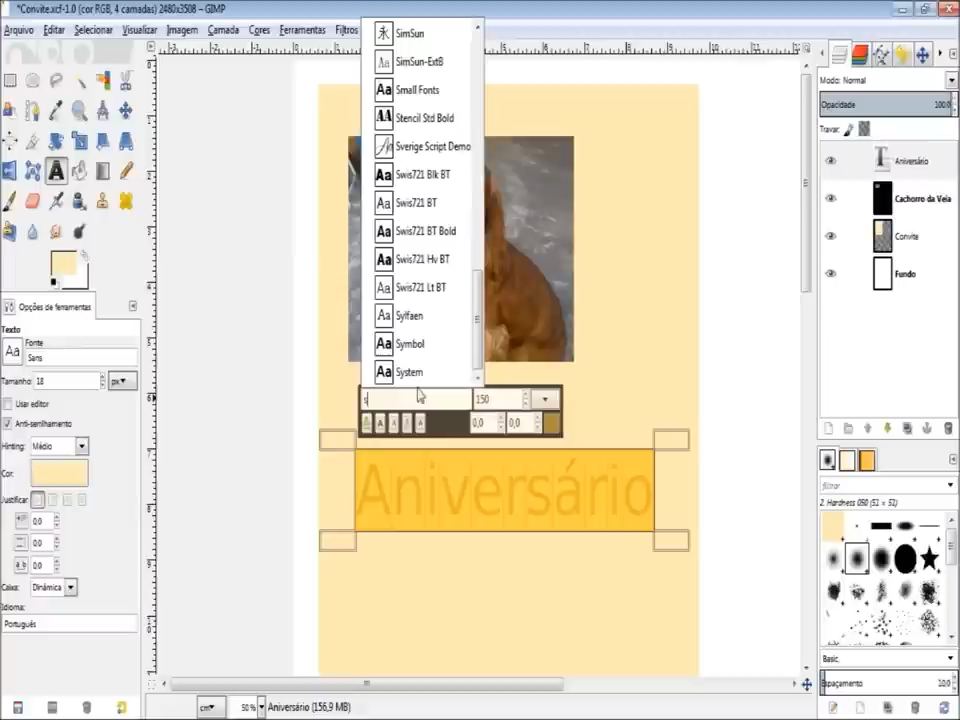 *Convite.xcf-1.0 (cor RGB, 4 camadas) 2480x3508 – GIMP
Arquivo Editar Selecionar Visualizar Imagem Camada Cores Ferramentas Filtros
SimSun
SimSun-ExtB
Small Fonts
Stencil Std Bold
Sverige Script Demo
Swis721 Blk BT
Swis721 BT
Swis721 BT Bold
Swis721 Hv BT
Swis721 Lt BT
Sylfaen
Symbol
System
s
150
0,0
0,0
Aniversário
Opções de ferramentas
Texto
Fonte
Aa
Sans
Tamanho: 18 px
Usar editor
Anti-serrilhamento
Hinting: Médio
Cor:
Justificar:
0,0
0,0
0,0
Caixa: Dinâmica
Idioma:
Português
cm
50%
Aniversário (156,9 MB)
Modo: Normal
Opacidade 100,0
Travar:
Aniversário
Cachorro da Veia
Convite
Fundo
filtrar
2. Hardness 050 (51 × 51)
Basic,
Espaçamento 10,0